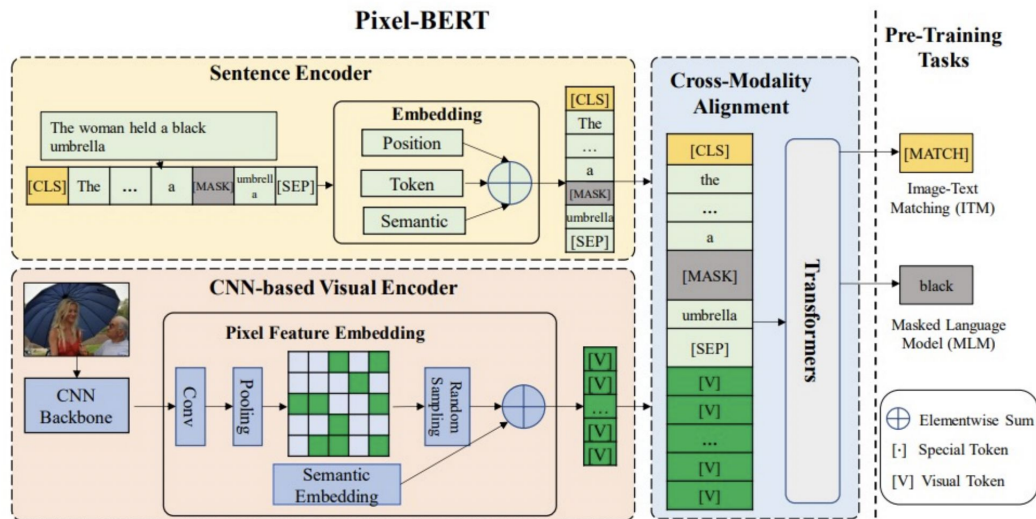 Pixel-BERT
Pre-Training
Tasks
Sentence Encoder
The woman held a black
umbrella
[CLS] The ... a [MASK] umbrell
a [SEP]
Embedding
Position
Token
Semantic
[CLS]
The
...
a
[MASK]
umbrella
[SEP]
CNN-based Visual Encoder
CNN
Backbone
Pixel Feature Embedding
Conv
Pooling
Random
Sampling
Semantic
Embedding
[V]
[V]
...
[V]
[V]
Cross-Modality
Alignment
[CLS]
the
...
a
[MASK]
umbrella
[SEP]
[V]
[V]
...
[V]
[V]
Transformers
[MATCH]
Image-Text
Matching (ITM)
black
Masked Language
Model (MLM)
Elementwise Sum
[·] Special Token
[V] Visual Token